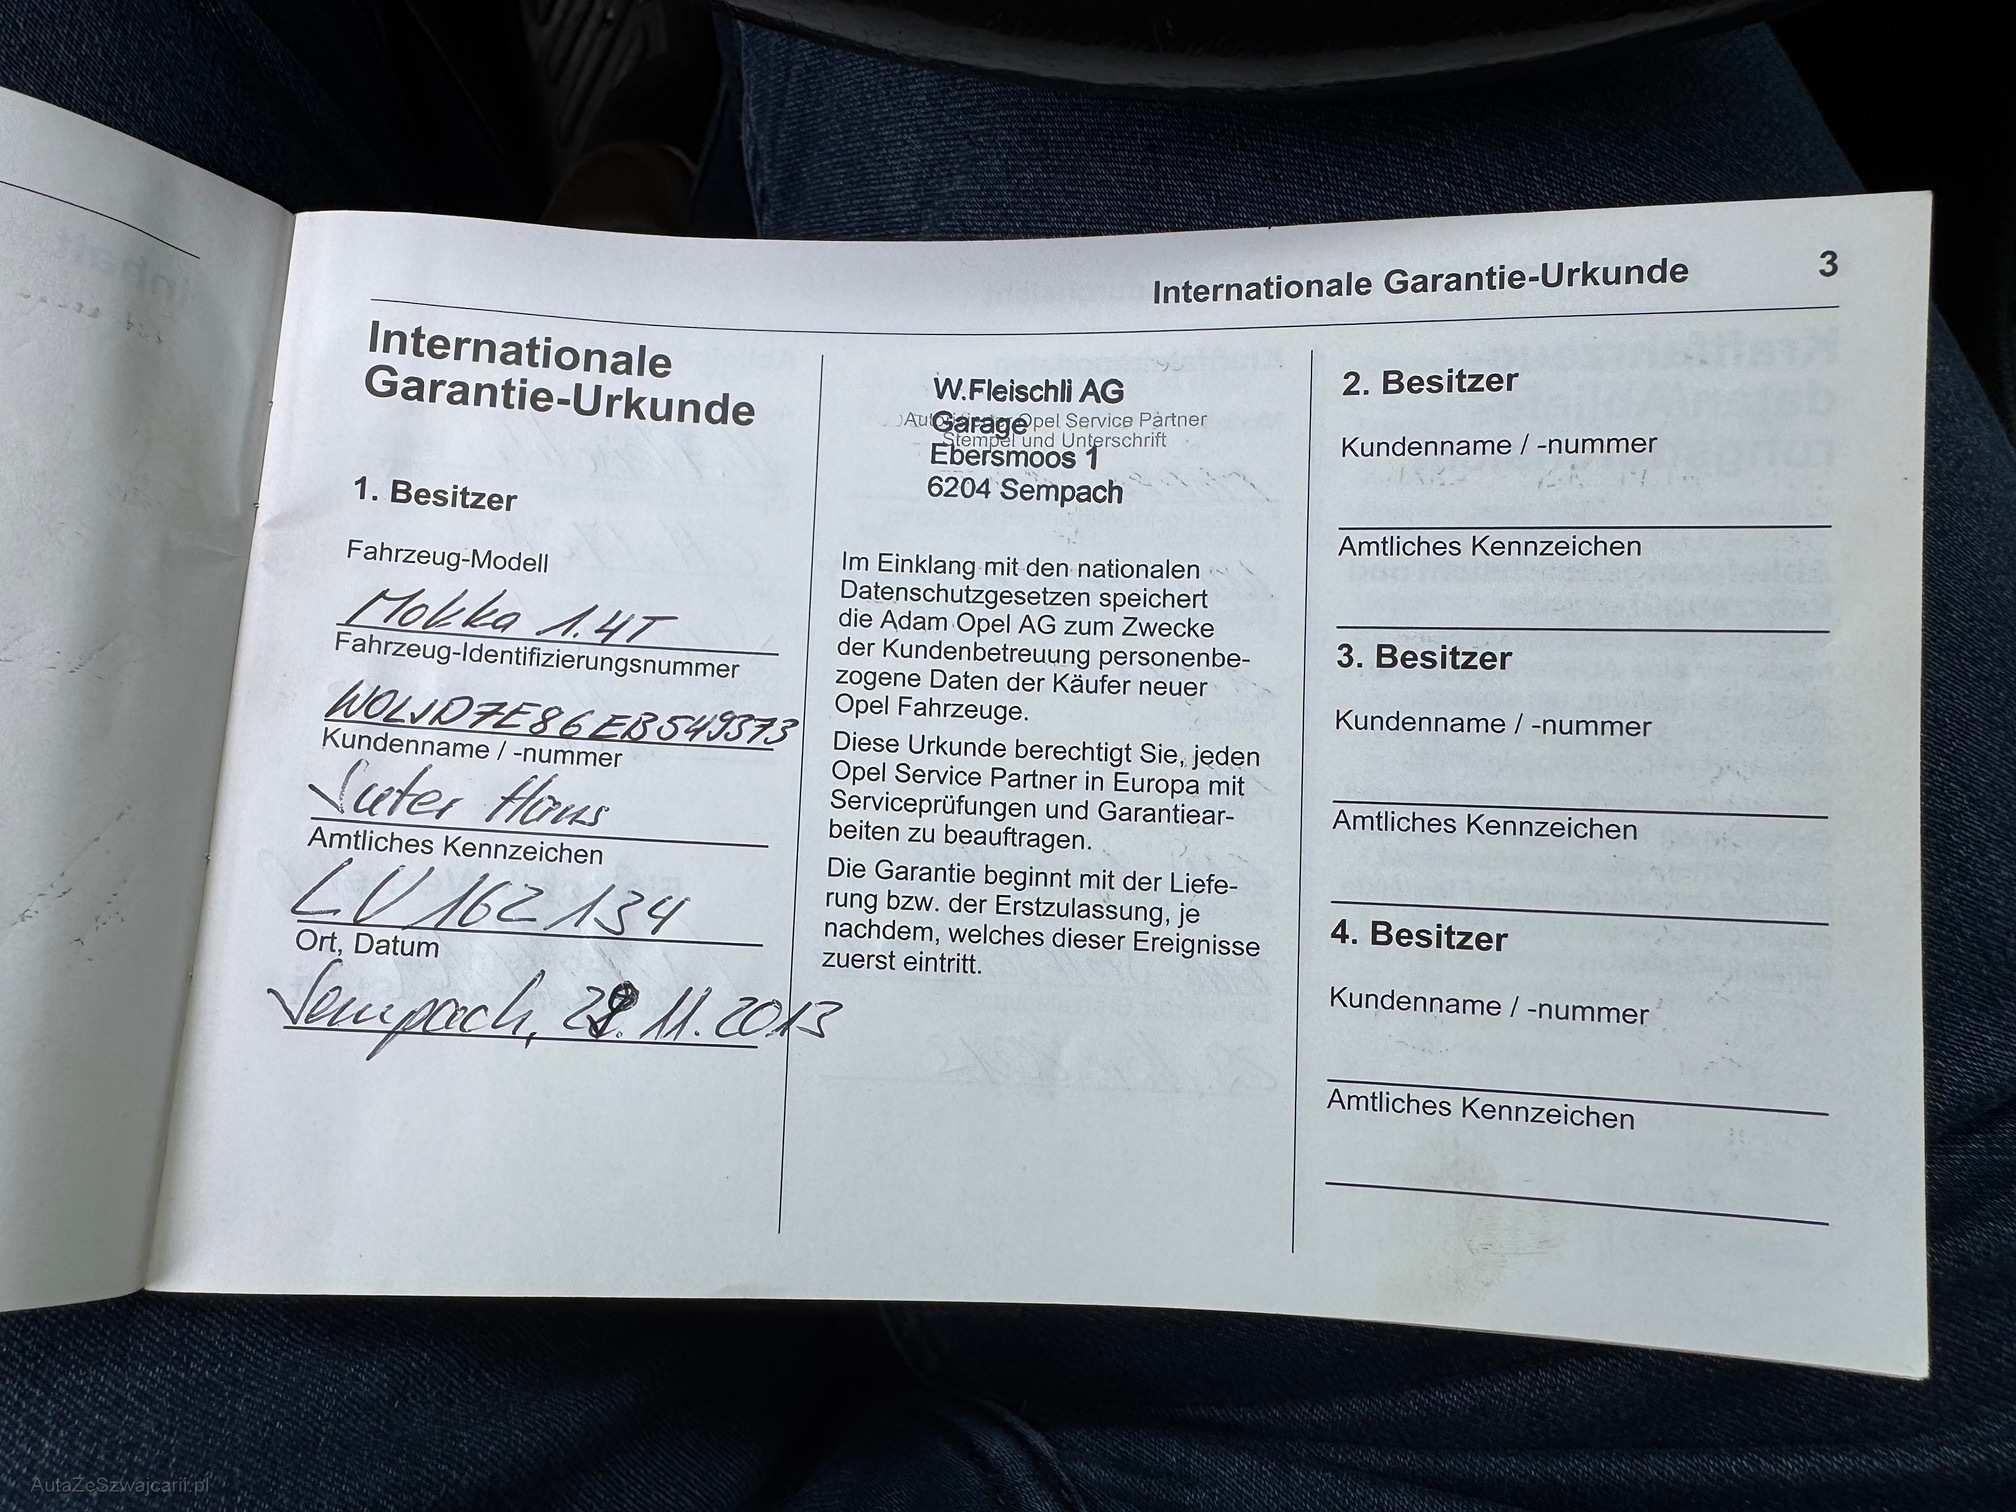 Internationale Garantie-Urkunde 3
Internationale
Garantie-Urkunde
1. Besitzer
Fahrzeug-Modell
Mokka 1.4T
Fahrzeug-Identifizierungsnummer
W0LJD7E86EB549373
Kundenname / -nummer
Suter Hans
Amtliches Kennzeichen
LU 162 134
Ort, Datum
Sempach, 28.11.2013
W.Fleischli AG
Autorisierter Opel Service Partner
Garage
Stempel und Unterschrift
Ebersmoos 1
6204 Sempach
Im Einklang mit den nationalen
Datenschutzgesetzen speichert
die Adam Opel AG zum Zwecke
der Kundenbetreuung personenbe-
zogene Daten der Käufer neuer
Opel Fahrzeuge.
Diese Urkunde berechtigt Sie, jeden
Opel Service Partner in Europa mit
Serviceprüfungen und Garantiear-
beiten zu beauftragen.
Die Garantie beginnt mit der Liefe-
rung bzw. der Erstzulassung, je
nachdem, welches dieser Ereignisse
zuerst eintritt.
2. Besitzer
Kundenname / -nummer
Amtliches Kennzeichen
3. Besitzer
Kundenname / -nummer
Amtliches Kennzeichen
4. Besitzer
Kundenname / -nummer
Amtliches Kennzeichen
AutaZeSzwajcarii.pl